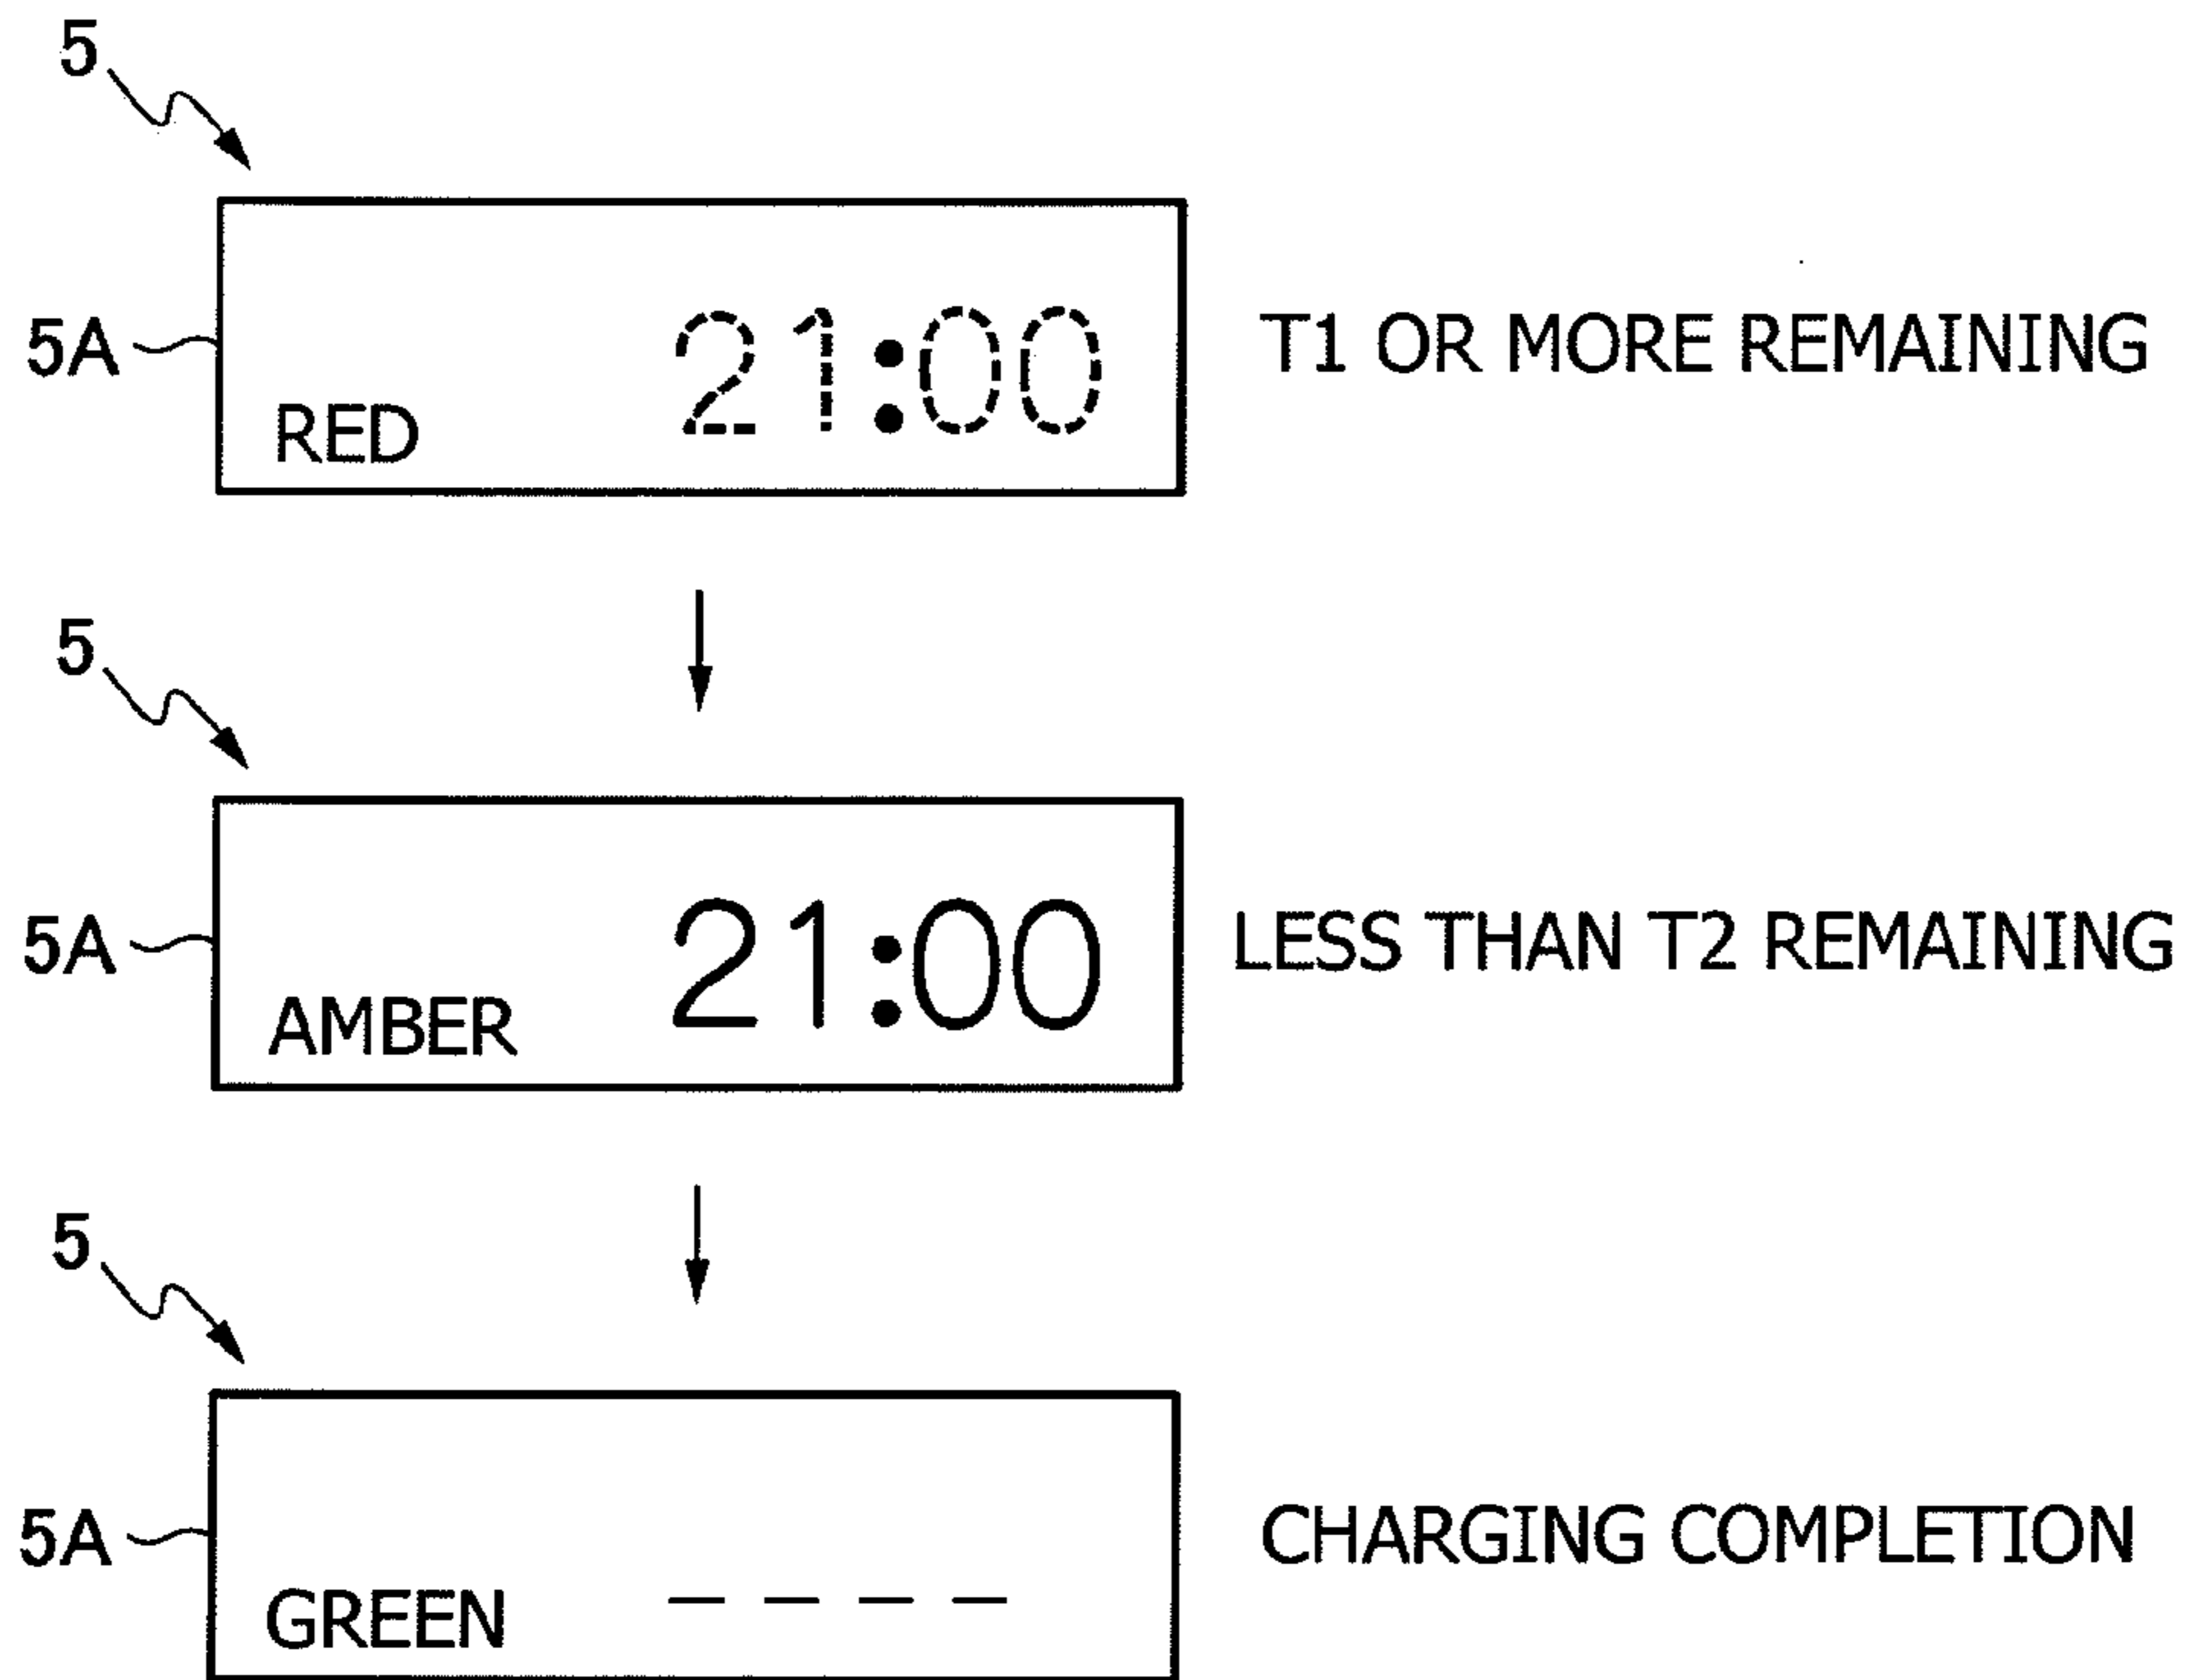 5
5A
RED
21:00
T1 OR MORE REMAINING
5
5A
AMBER
21:00
LESS THAN T2 REMAINING
5
5A
GREEN
– – – –
CHARGING COMPLETION